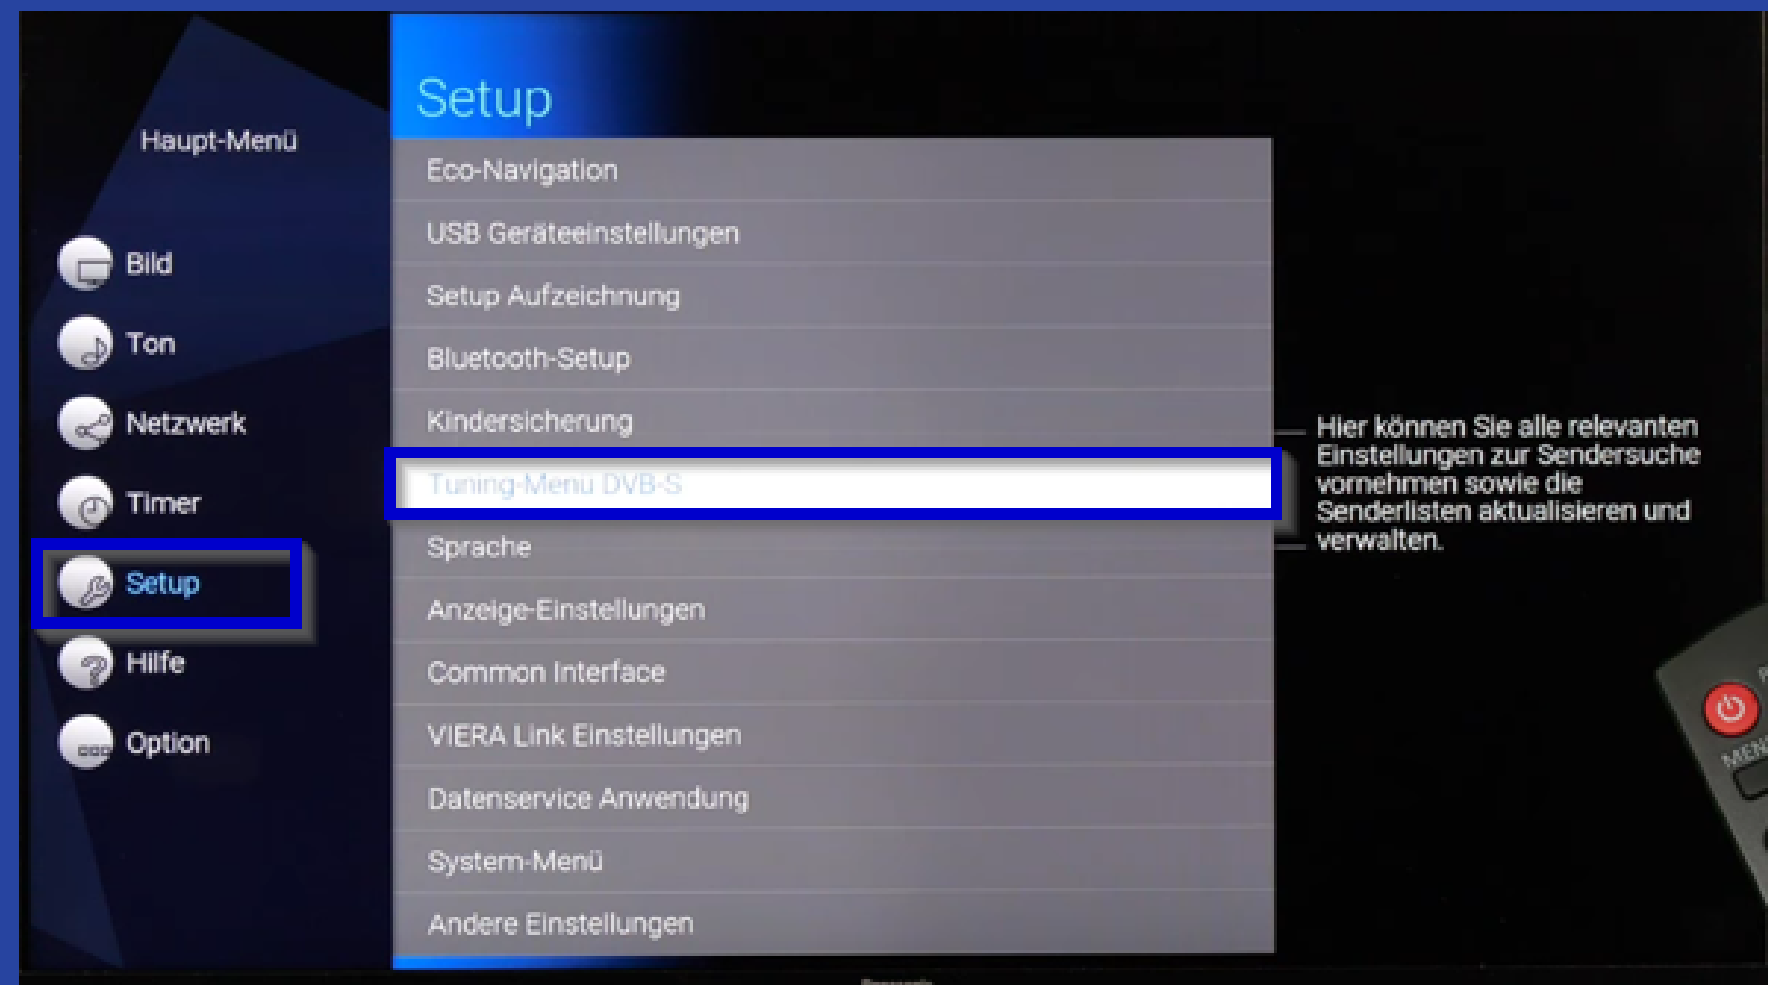 Haupt-Menü
Bild
Ton
Netzwerk
Timer
Setup
Hilfe
Option
Setup
Eco-Navigation
USB Geräteeinstellungen
Setup Aufzeichnung
Bluetooth-Setup
Kindersicherung
Tuning-Menü DVB-S
Sprache
Anzeige-Einstellungen
Common Interface
VIERA Link Einstellungen
Datenservice Anwendung
System-Menü
Andere Einstellungen
Hier können Sie alle relevanten
Einstellungen zur Sendersuche
vornehmen sowie die
Senderlisten aktualisieren und
verwalten.